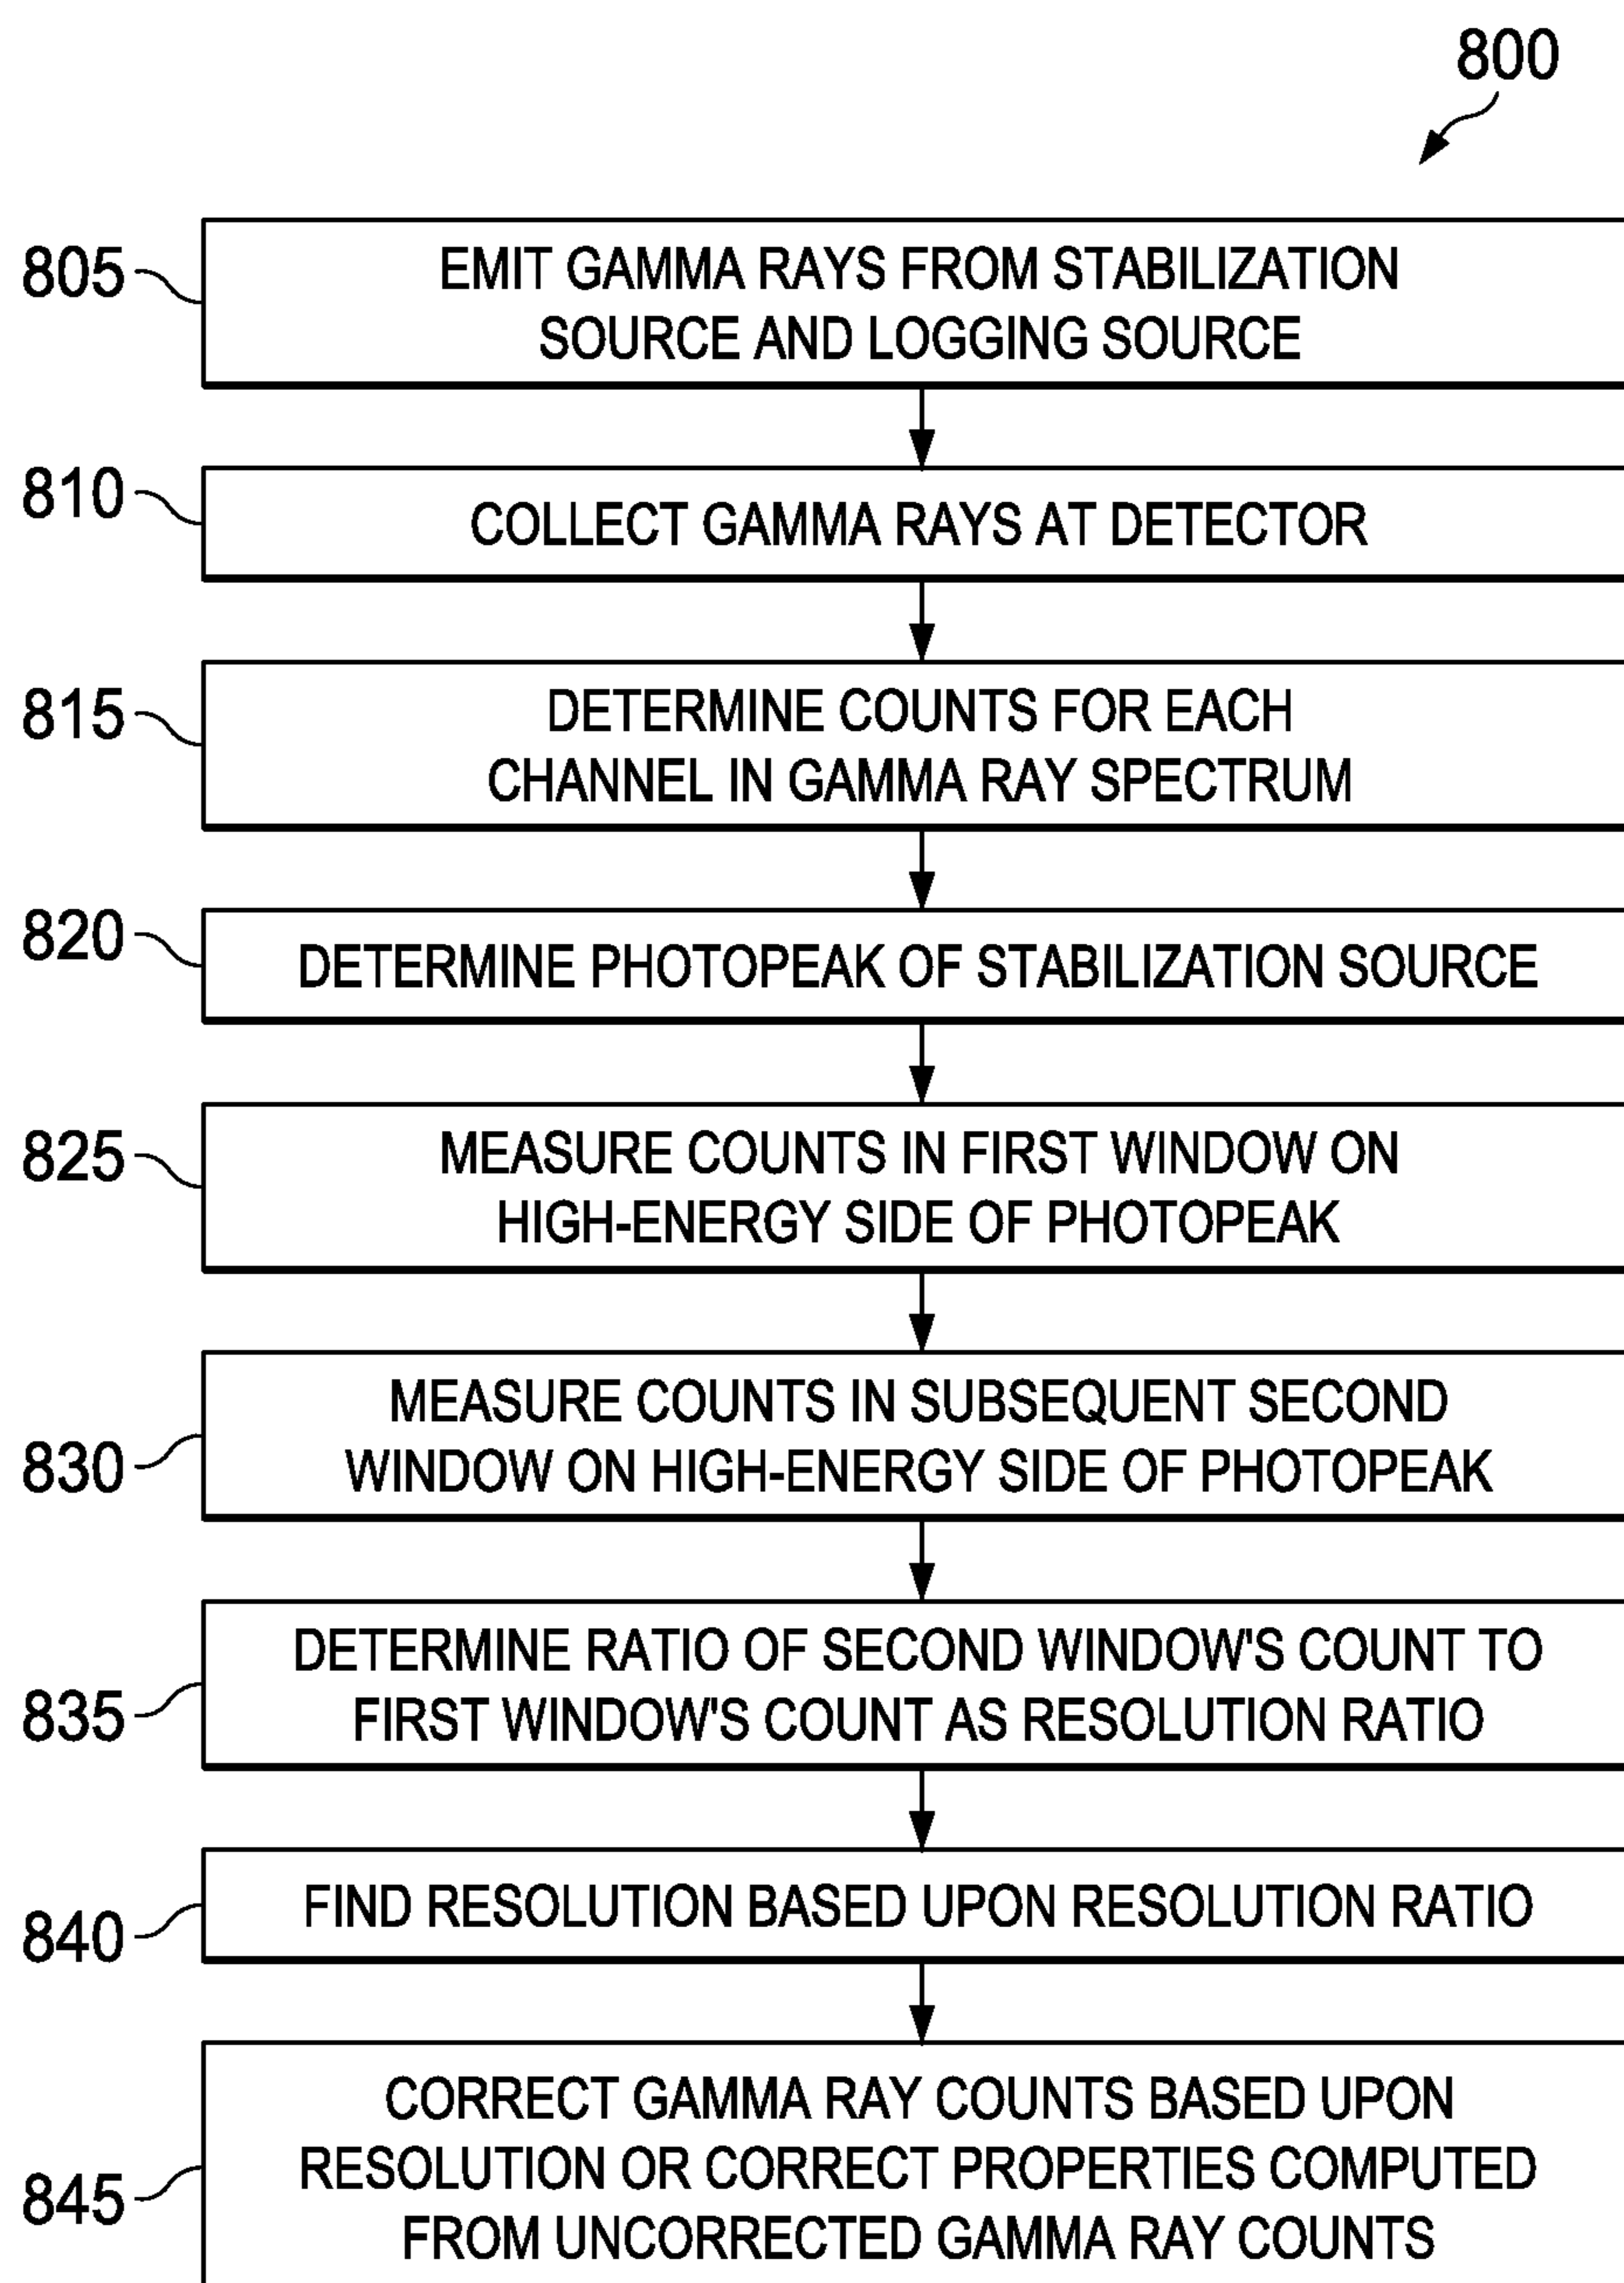 800
805
EMIT GAMMA RAYS FROM STABILIZATION
SOURCE AND LOGGING SOURCE
810
COLLECT GAMMA RAYS AT DETECTOR
815
DETERMINE COUNTS FOR EACH
CHANNEL IN GAMMA RAY SPECTRUM
820
DETERMINE PHOTOPEAK OF STABILIZATION SOURCE
825
MEASURE COUNTS IN FIRST WINDOW ON
HIGH-ENERGY SIDE OF PHOTOPEAK
830
MEASURE COUNTS IN SUBSEQUENT SECOND
WINDOW ON HIGH-ENERGY SIDE OF PHOTOPEAK
835
DETERMINE RATIO OF SECOND WINDOW'S COUNT TO
FIRST WINDOW'S COUNT AS RESOLUTION RATIO
840
FIND RESOLUTION BASED UPON RESOLUTION RATIO
845
CORRECT GAMMA RAY COUNTS BASED UPON
RESOLUTION OR CORRECT PROPERTIES COMPUTED
FROM UNCORRECTED GAMMA RAY COUNTS